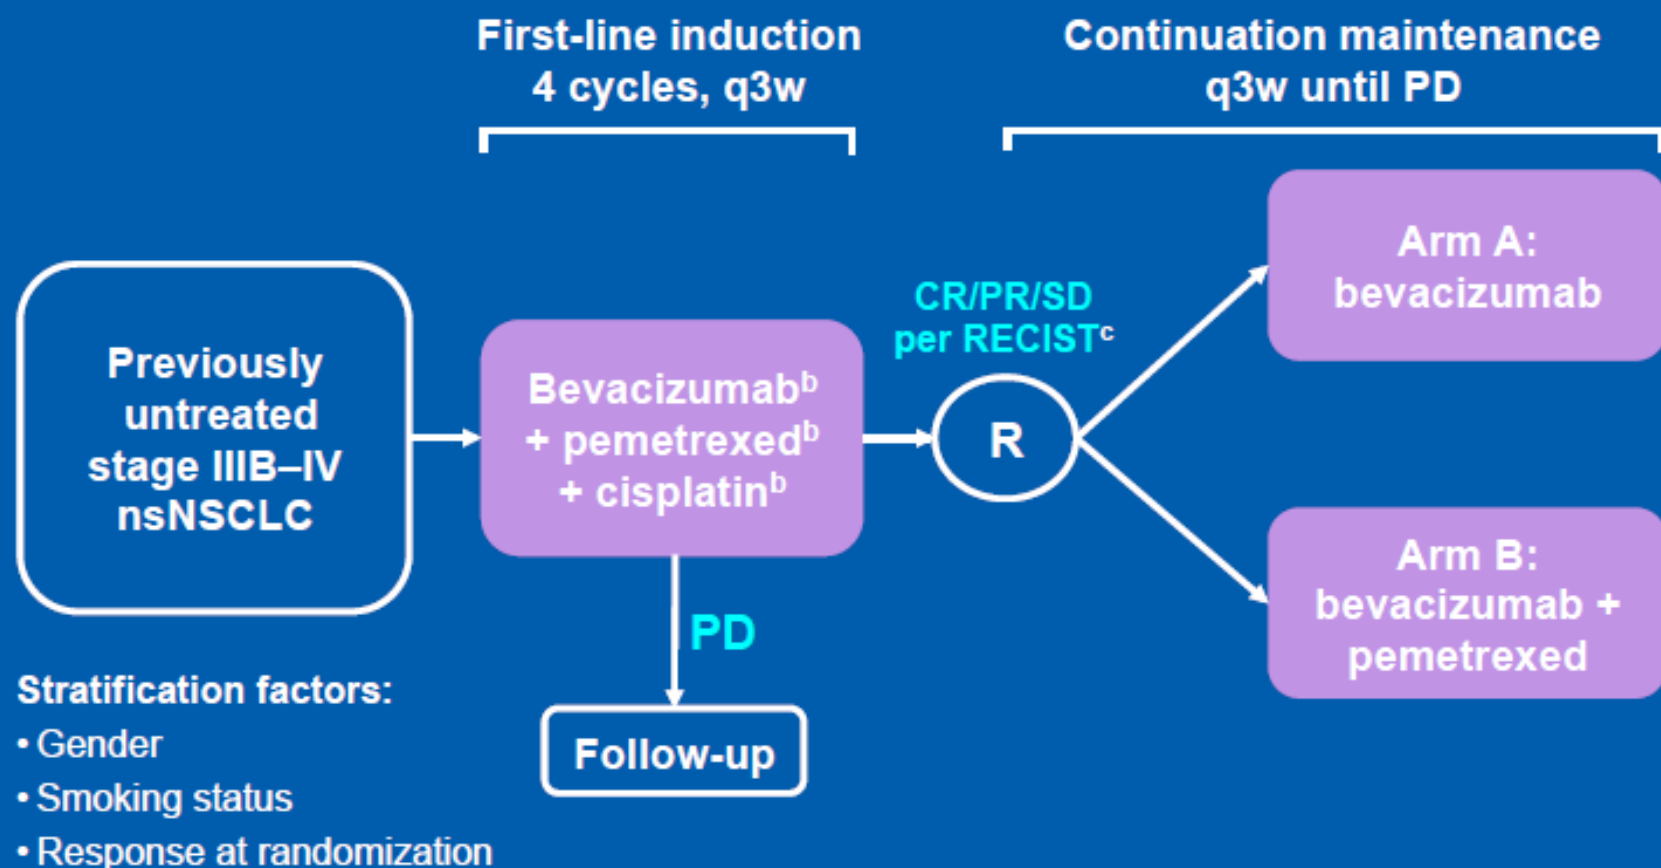 First-line induction
4 cycles, q3w
Continuation maintenance
q3w until PD
Previously
untreated
stage IIIB–IV
nsNSCLC
Bevacizumabᵇ
+ pemetrexedᵇ
+ cisplatinᵇ
CR/PR/SD
per RECISTᶜ
R
Arm A:
bevacizumab
Arm B:
bevacizumab +
pemetrexed
PD
Follow-up
Stratification factors:
• Gender
• Smoking status
• Response at randomization